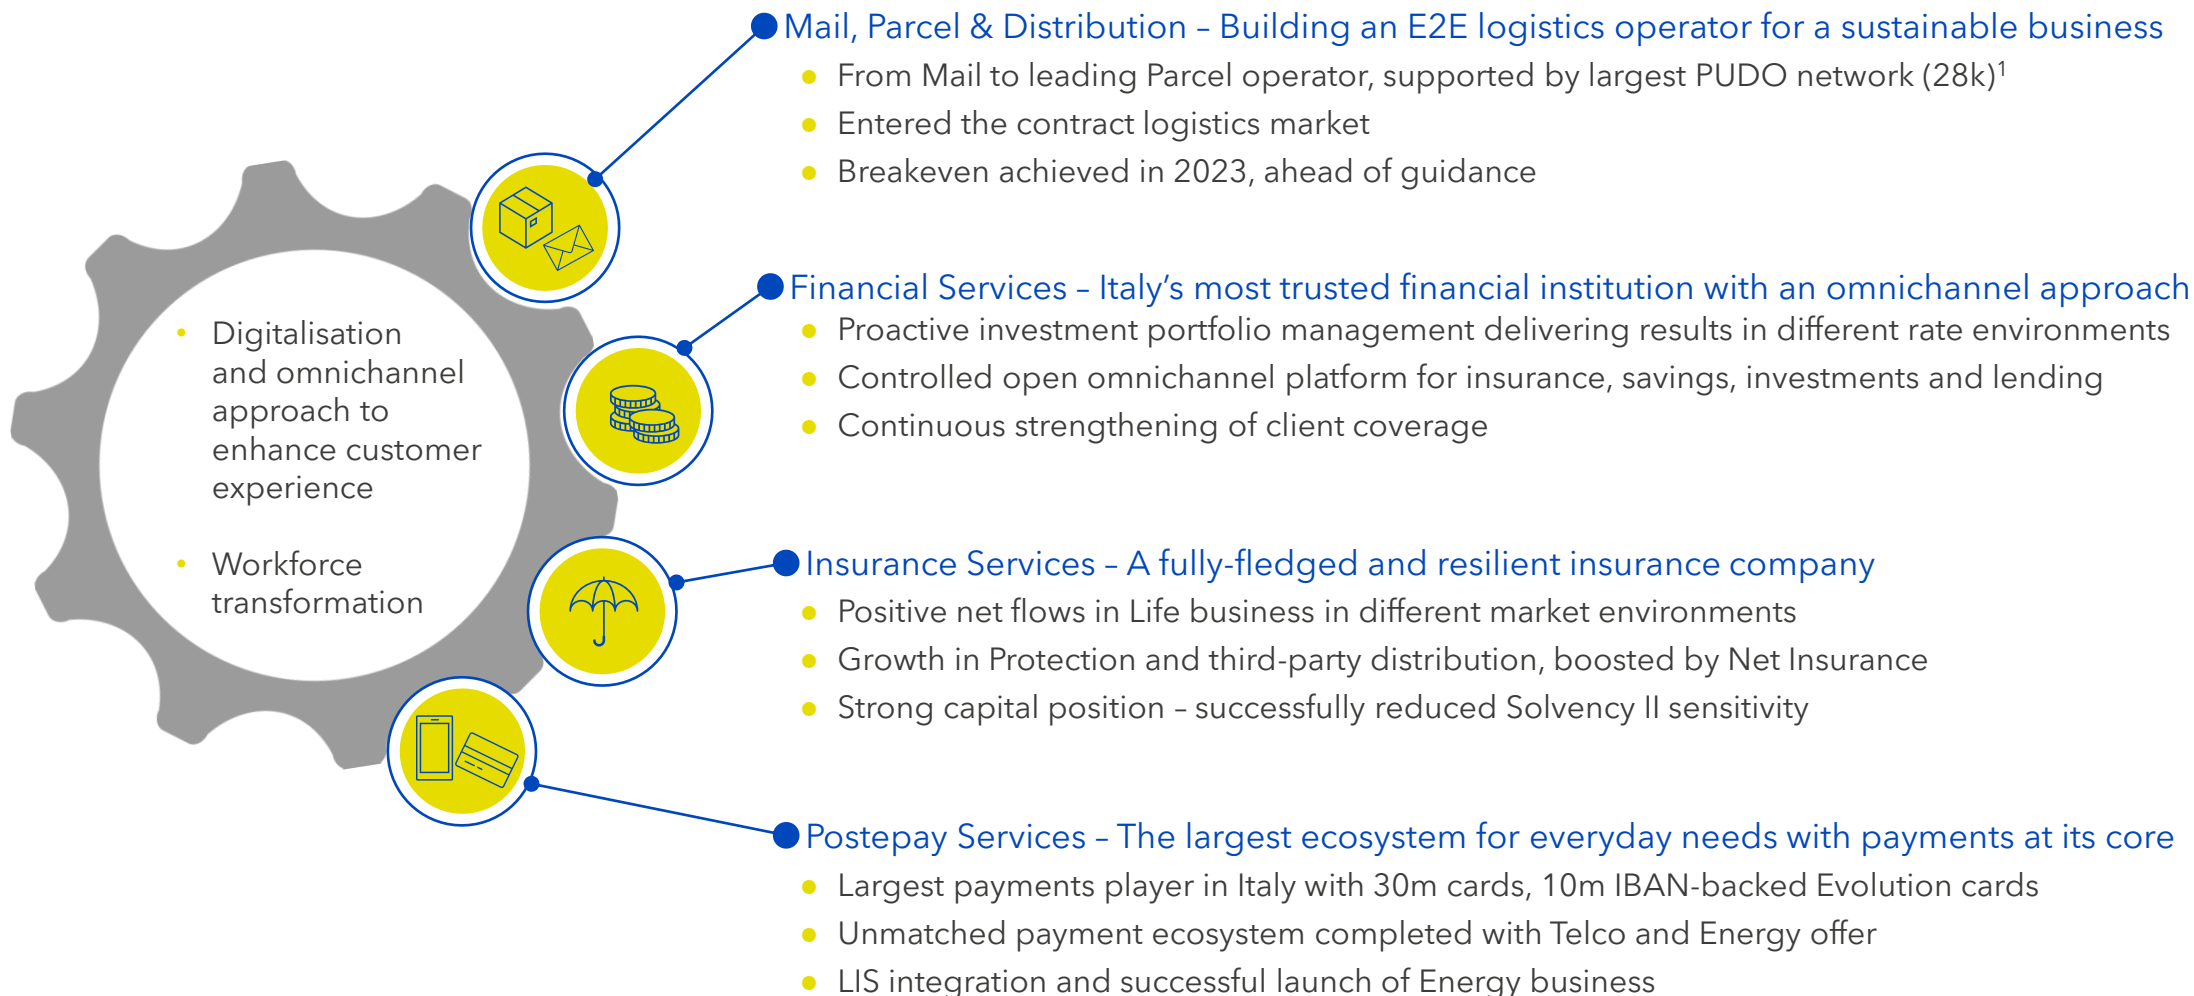 Mail, Parcel & Distribution – Building an E2E logistics operator for a sustainable business
From Mail to leading Parcel operator, supported by largest PUDO network (28k)¹
Entered the contract logistics market
Breakeven achieved in 2023, ahead of guidance
Financial Services – Italy’s most trusted financial institution with an omnichannel approach
Proactive investment portfolio management delivering results in different rate environments
Controlled open omnichannel platform for insurance, savings, investments and lending
Continuous strengthening of client coverage
Digitalisation
and omnichannel
approach to
enhance customer
experience
Workforce
transformation
Insurance Services – A fully-fledged and resilient insurance company
Positive net flows in Life business in different market environments
Growth in Protection and third-party distribution, boosted by Net Insurance
Strong capital position – successfully reduced Solvency II sensitivity
Postepay Services – The largest ecosystem for everyday needs with payments at its core
Largest payments player in Italy with 30m cards, 10m IBAN-backed Evolution cards
Unmatched payment ecosystem completed with Telco and Energy offer
LIS integration and successful launch of Energy business